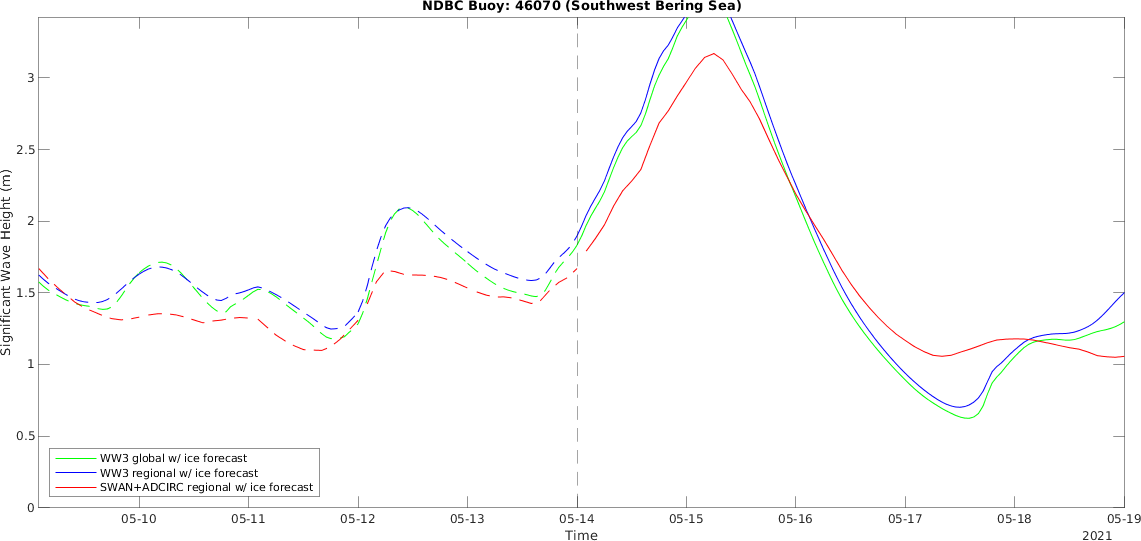 NDBC Buoy: 46070 (Southwest Bering Sea)
Significant Wave Height (m)
3
2.5
2
1.5
1
0.5
0
WW3 global w/ ice forecast
WW3 regional w/ ice forecast
SWAN+ADCIRC regional w/ ice forecast
05-10 05-11 05-12 05-13 05-14 05-15 05-16 05-17 05-18 05-19
Time
2021